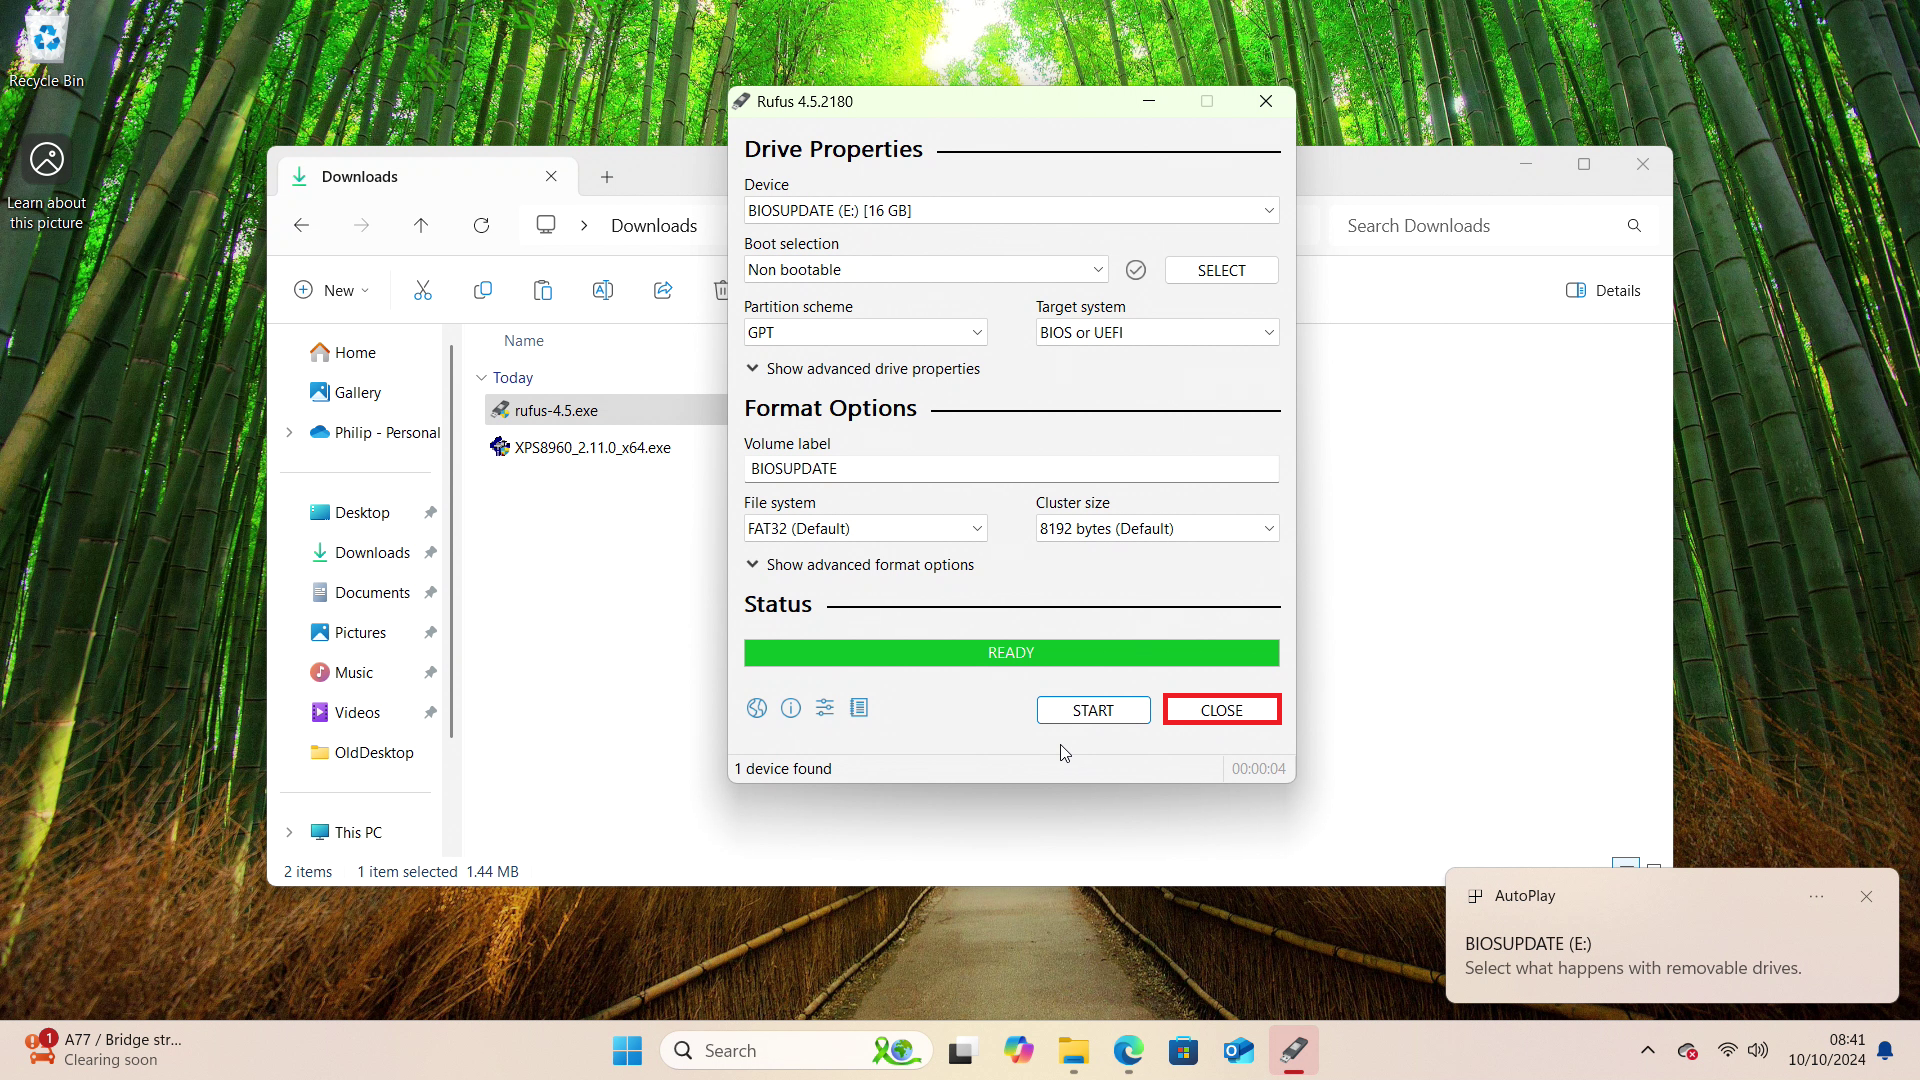 Recycle Bin
Learn about
this picture
Rufus 4.5.2180
Drive Properties
Device
BIOSUPDATE (E:) [16 GB]
Boot selection
Non bootable
SELECT
Partition scheme
Target system
GPT
BIOS or UEFI
Show advanced drive properties
Format Options
Volume label
BIOSUPDATE
File system
Cluster size
FAT32 (Default)
8192 bytes (Default)
Show advanced format options
Status
READY
START
CLOSE
1 device found
00:00:04
Downloads
Downloads
Search Downloads
New
Details
Home
Gallery
Philip - Personal
Desktop
Downloads
Documents
Pictures
Music
Videos
OldDesktop
This PC
Name
Today
rufus-4.5.exe
XPS8960_2.11.0_x64.exe
2 items
1 item selected 1.44 MB
AutoPlay
BIOSUPDATE (E:)
Select what happens with removable drives.
1
A77 / Bridge str...
Clearing soon
Search
08:41
10/10/2024